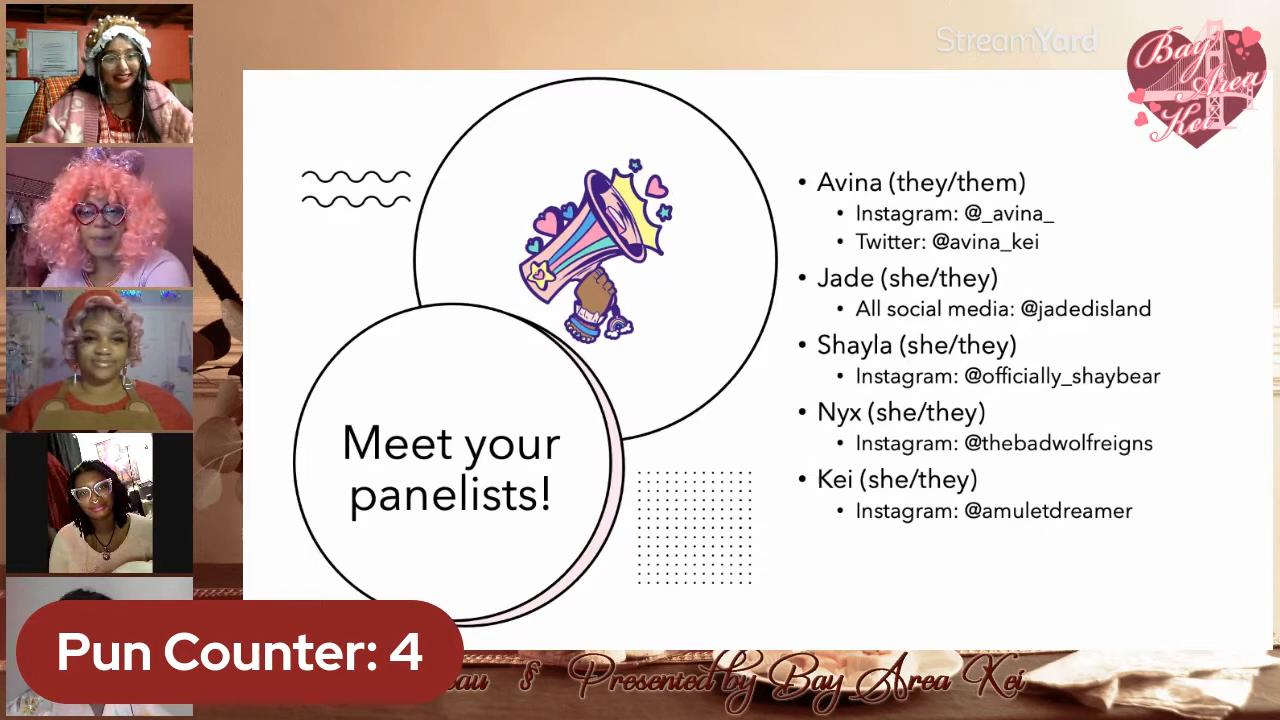 StreamYard
Bay
Area
Kei
• Avina (they/them)
• Instagram: @_avina_
• Twitter: @avina_kei
• Jade (she/they)
• All social media: @jadedisland
• Shayla (she/they)
• Instagram: @officially_shaybear
• Nyx (she/they)
• Instagram: @thebadwolfreigns
• Kei (she/they)
• Instagram: @amuletdreamer
Meet your
panelists!
Pun Counter: 4
§ Presented by Bay Area Kei